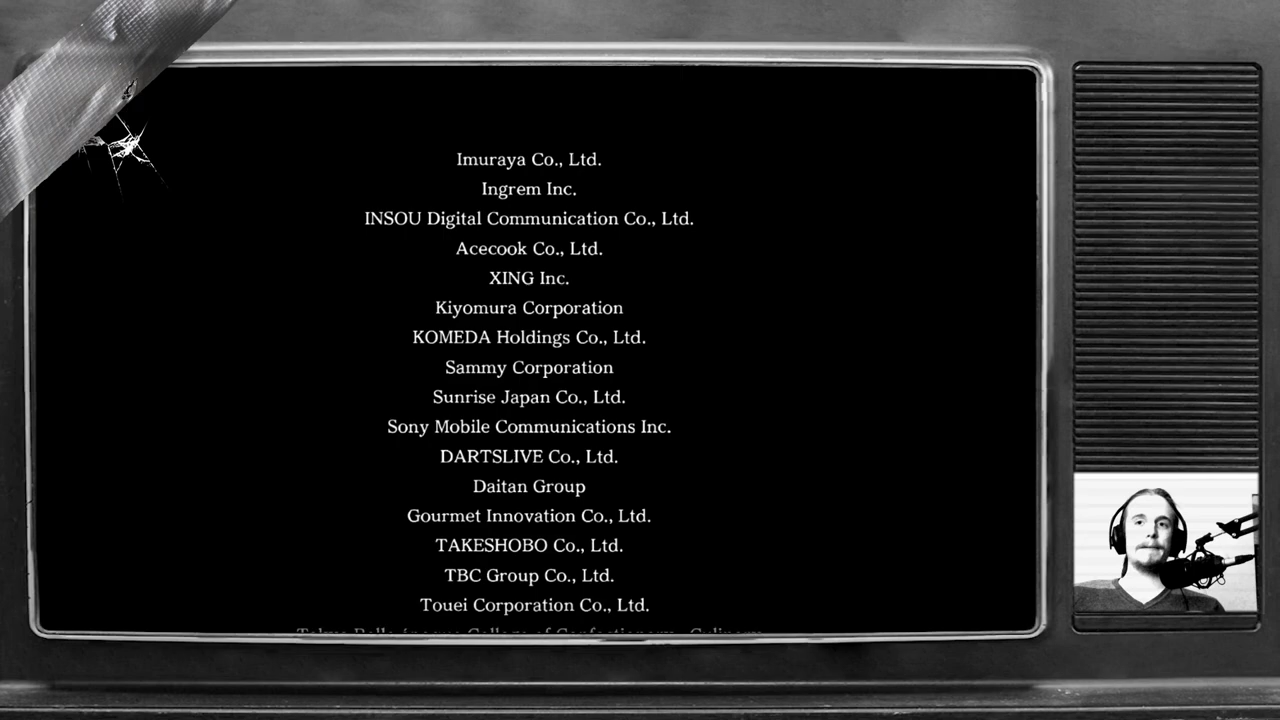 Imuraya Co., Ltd.
Ingrem Inc.
INSOU Digital Communication Co., Ltd.
Acecook Co., Ltd.
XING Inc.
Kiyomura Corporation
KOMEDA Holdings Co., Ltd.
Sammy Corporation
Sunrise Japan Co., Ltd.
Sony Mobile Communications Inc.
DARTSLIVE Co., Ltd.
Daitan Group
Gourmet Innovation Co., Ltd.
TAKESHOBO Co., Ltd.
TBC Group Co., Ltd.
Touei Corporation Co., Ltd.